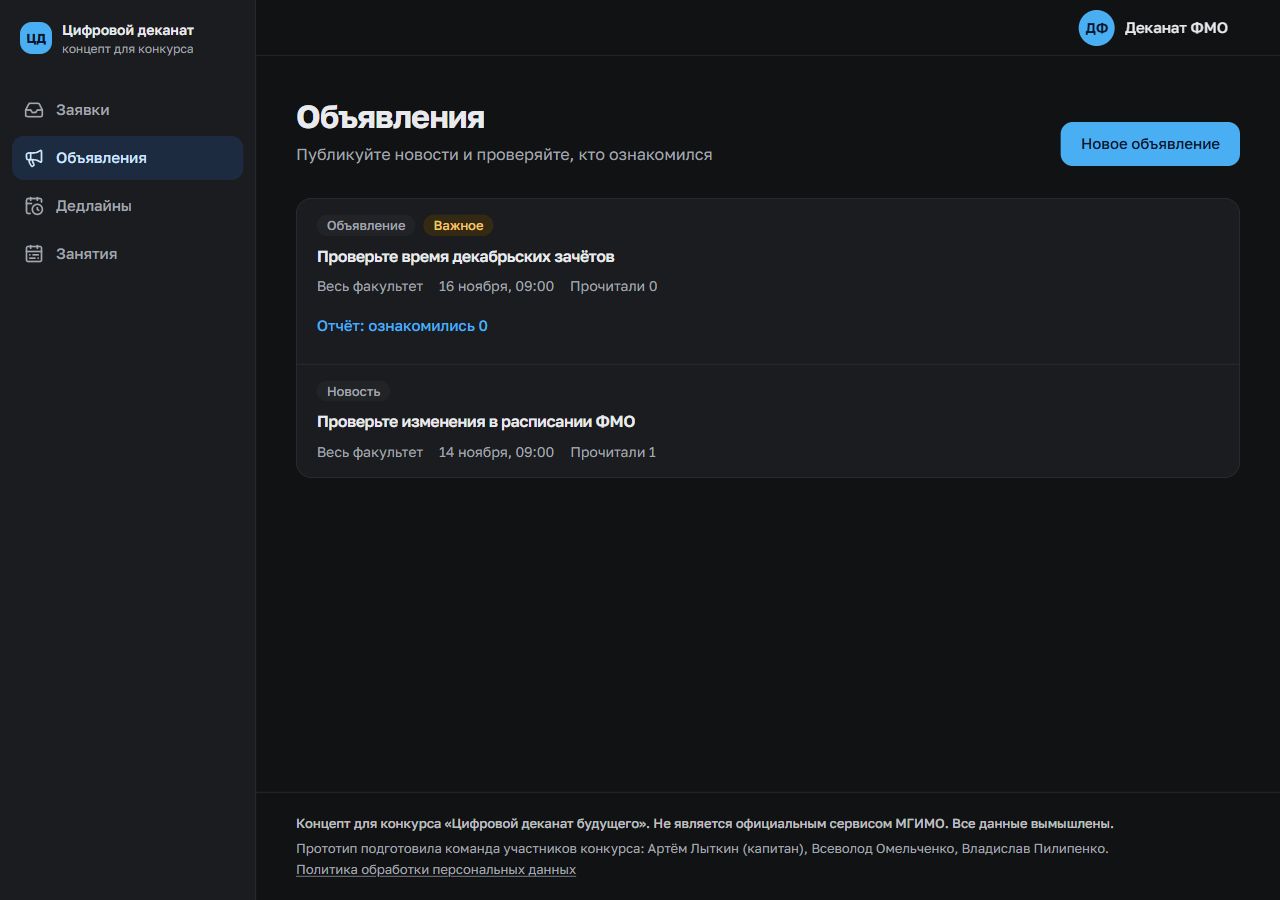 ЦД
Цифровой деканат
концепт для конкурса
ДФ
Деканат ФМО
Заявки
Объявления
Дедлайны
Занятия
Объявления
Публикуйте новости и проверяйте, кто ознакомился
Новое объявление
Объявление
Важное
Проверьте время декабрьских зачётов
Весь факультет 16 ноября, 09:00 Прочитали 0
Отчёт: ознакомились 0
Новость
Проверьте изменения в расписании ФМО
Весь факультет 14 ноября, 09:00 Прочитали 1
Концепт для конкурса «Цифровой деканат будущего». Не является официальным сервисом МГИМО. Все данные вымышлены.
Прототип подготовила команда участников конкурса: Артём Лыткин (капитан), Всеволод Омельченко, Владислав Пилипенко.
Политика обработки персональных данных